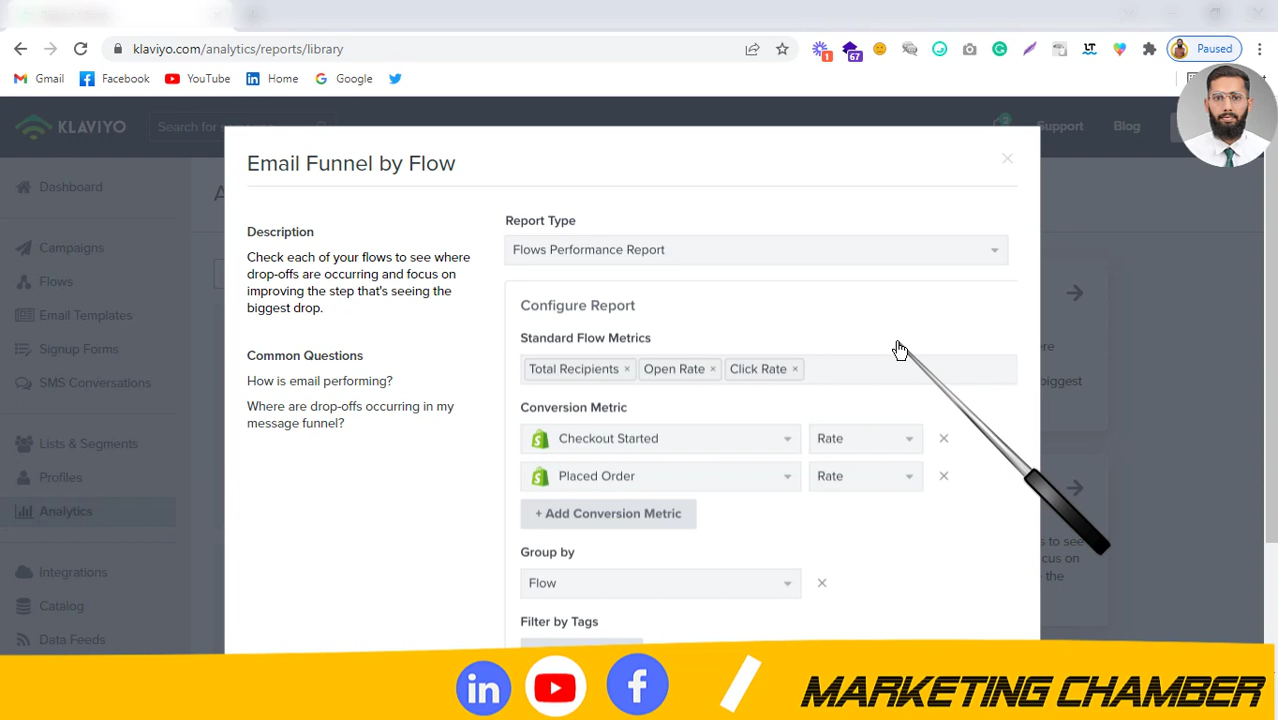 klaviyo.com/analytics/reports/library
1
67
Paused
Gmail
Facebook
YouTube
Home
Google
KLAVIYO
Support
Blog
Email Funnel by Flow
Dashboard
Campaigns
Flows
Email Templates
Signup Forms
SMS Conversations
Lists & Segments
Profiles
Analytics
Integrations
Catalog
Data Feeds
Description
Check each of your flows to see where
drop-offs are occurring and focus on
improving the step that's seeing the
biggest drop.
Common Questions
How is email performing?
Where are drop-offs occurring in my
message funnel?
Report Type
Flows Performance Report
Configure Report
Standard Flow Metrics
Total Recipients × Open Rate × Click Rate ×
Conversion Metric
Checkout Started Rate
Placed Order Rate
+ Add Conversion Metric
Group by
Flow
Filter by Tags
MARKETING CHAMBER